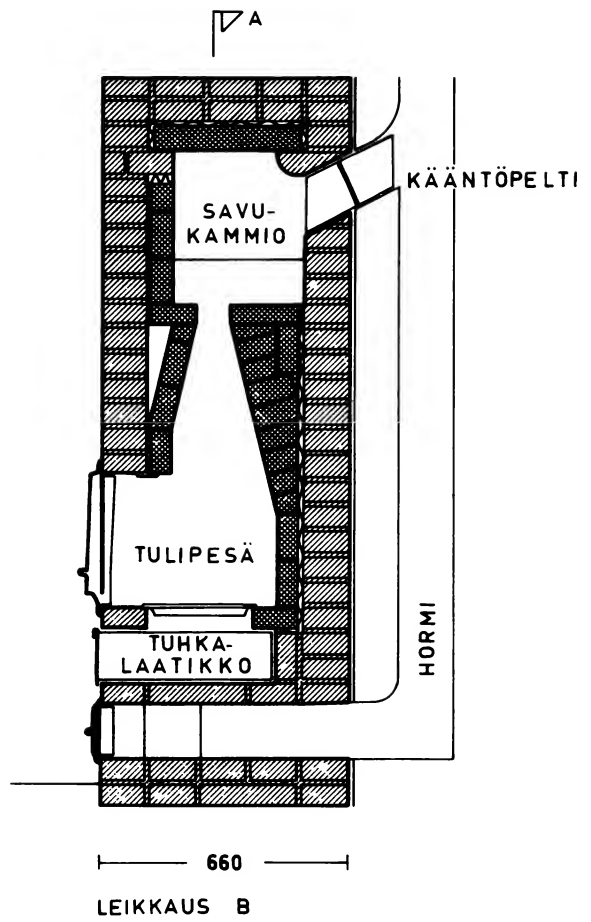 A
KÄÄNTÖPELTI
SAVU-
KAMMIO
TULIPESÄ
TUHKA-
LAATIKKO
HORMI
660
LEIKKAUS B